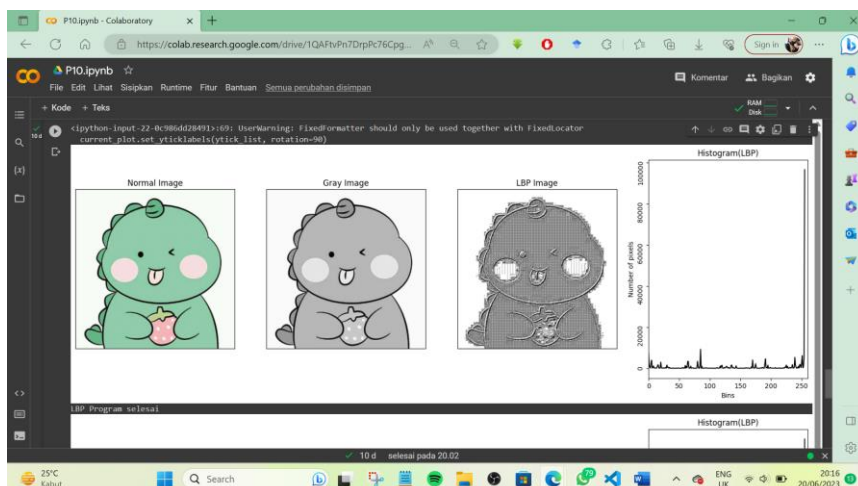 P10.ipynb - Colaboratory
https://colab.research.google.com/drive/1QAFtvPn7DrpPc76Cpg...
Sign in
P10.ipynb
Komentar
Bagikan
File Edit Lihat Sisipkan Runtime Fitur Bantuan Semua perubahan disimpan
+ Kode + Teks
RAM
Disk
10 d
<ipython-input-22-0c986dd28491>:69: UserWarning: FixedFormatter should only be used together with FixedLocator
current_plot.set_yticklabels(ytick_list, rotation=90)
Normal Image
Gray Image
LBP Image
Histogram(LBP)
Number of pixels
100000
80000
60000
40000
20000
0
0 50 100 150 200 250
Bins
LBP Program selesai
Histogram(LBP)
10 d selesai pada 20.02
25°C
Kabut
Search
79
ENG
UK
20:16
20/06/2023